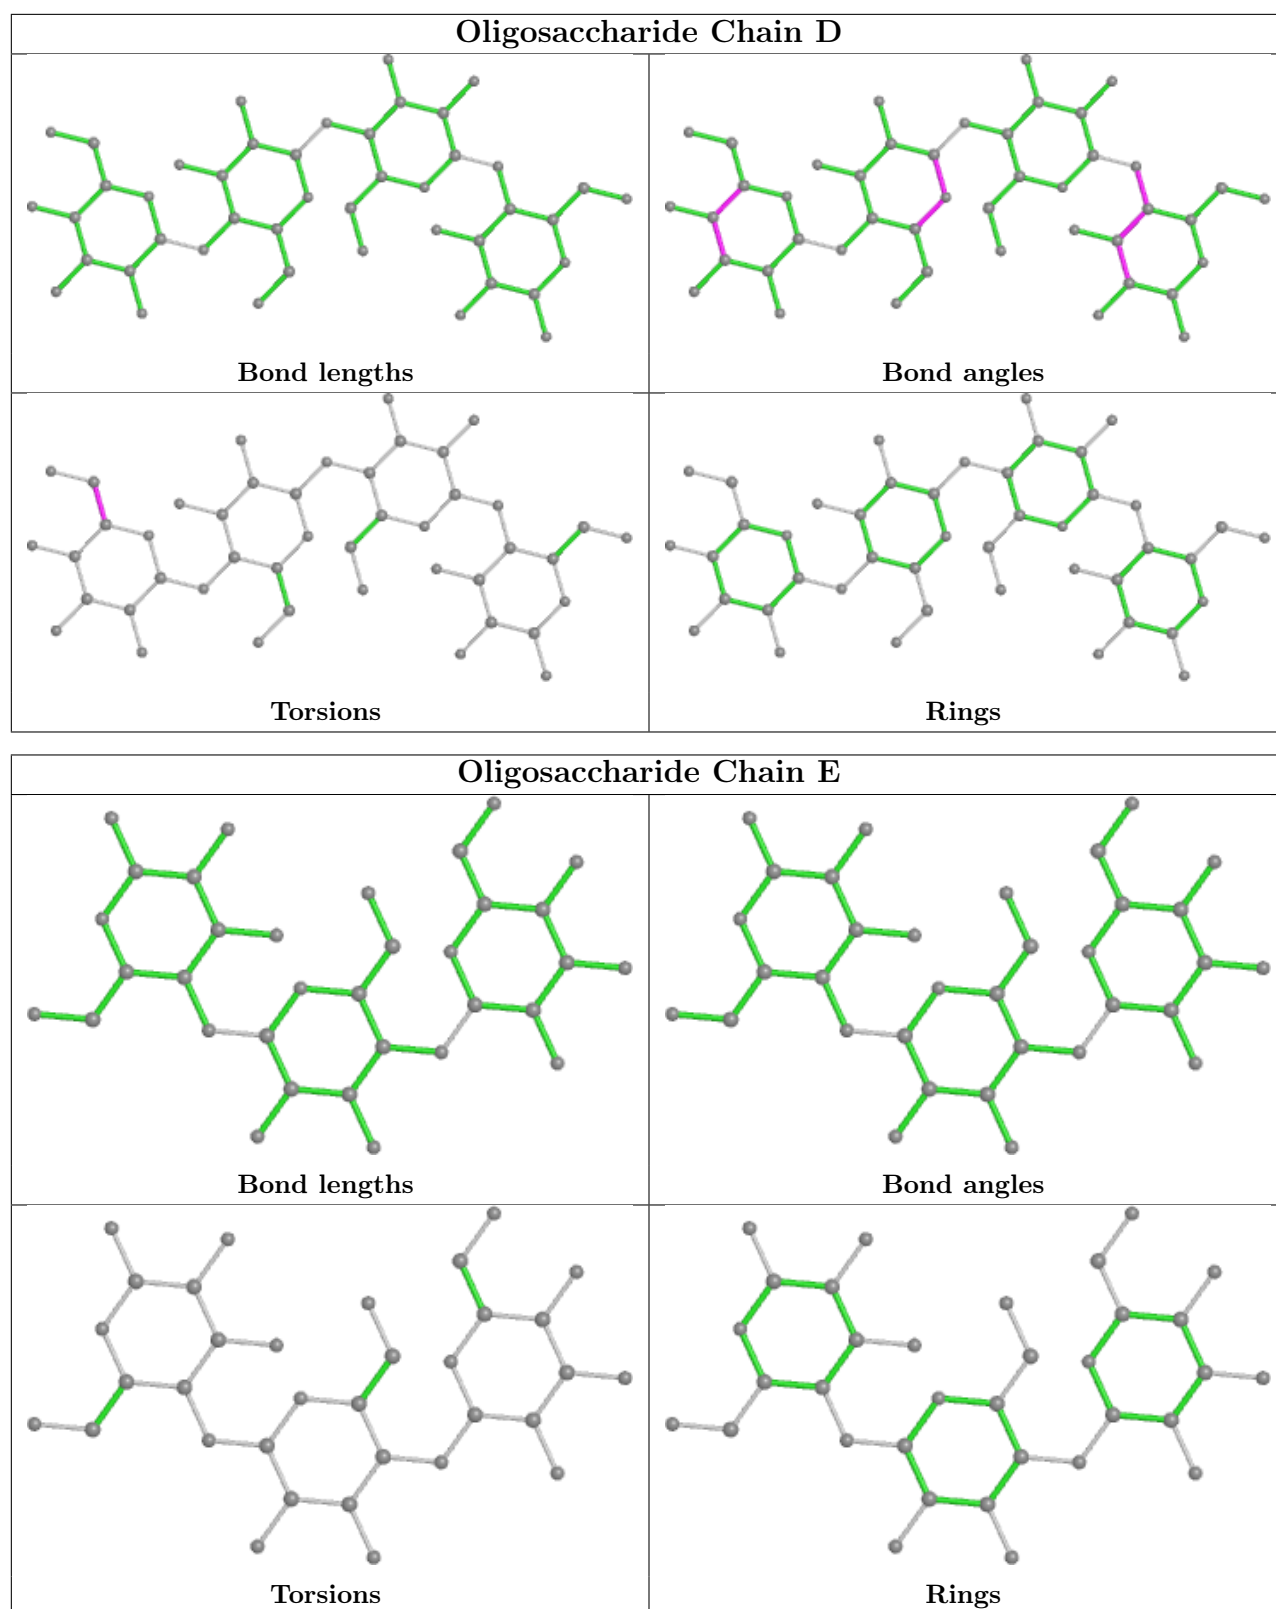 Oligosaccharide Chain D
Bond lengths
Bond angles
Torsions
Rings
Oligosaccharide Chain E
Bond lengths
Bond angles
Torsions
Rings